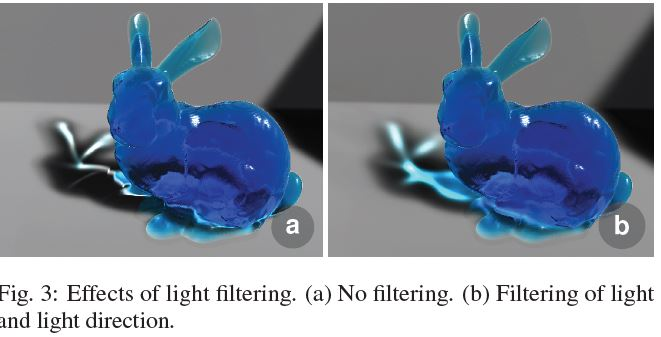 a
b
Fig. 3: Effects of light filtering. (a) No filtering. (b) Filtering of light
and light direction.